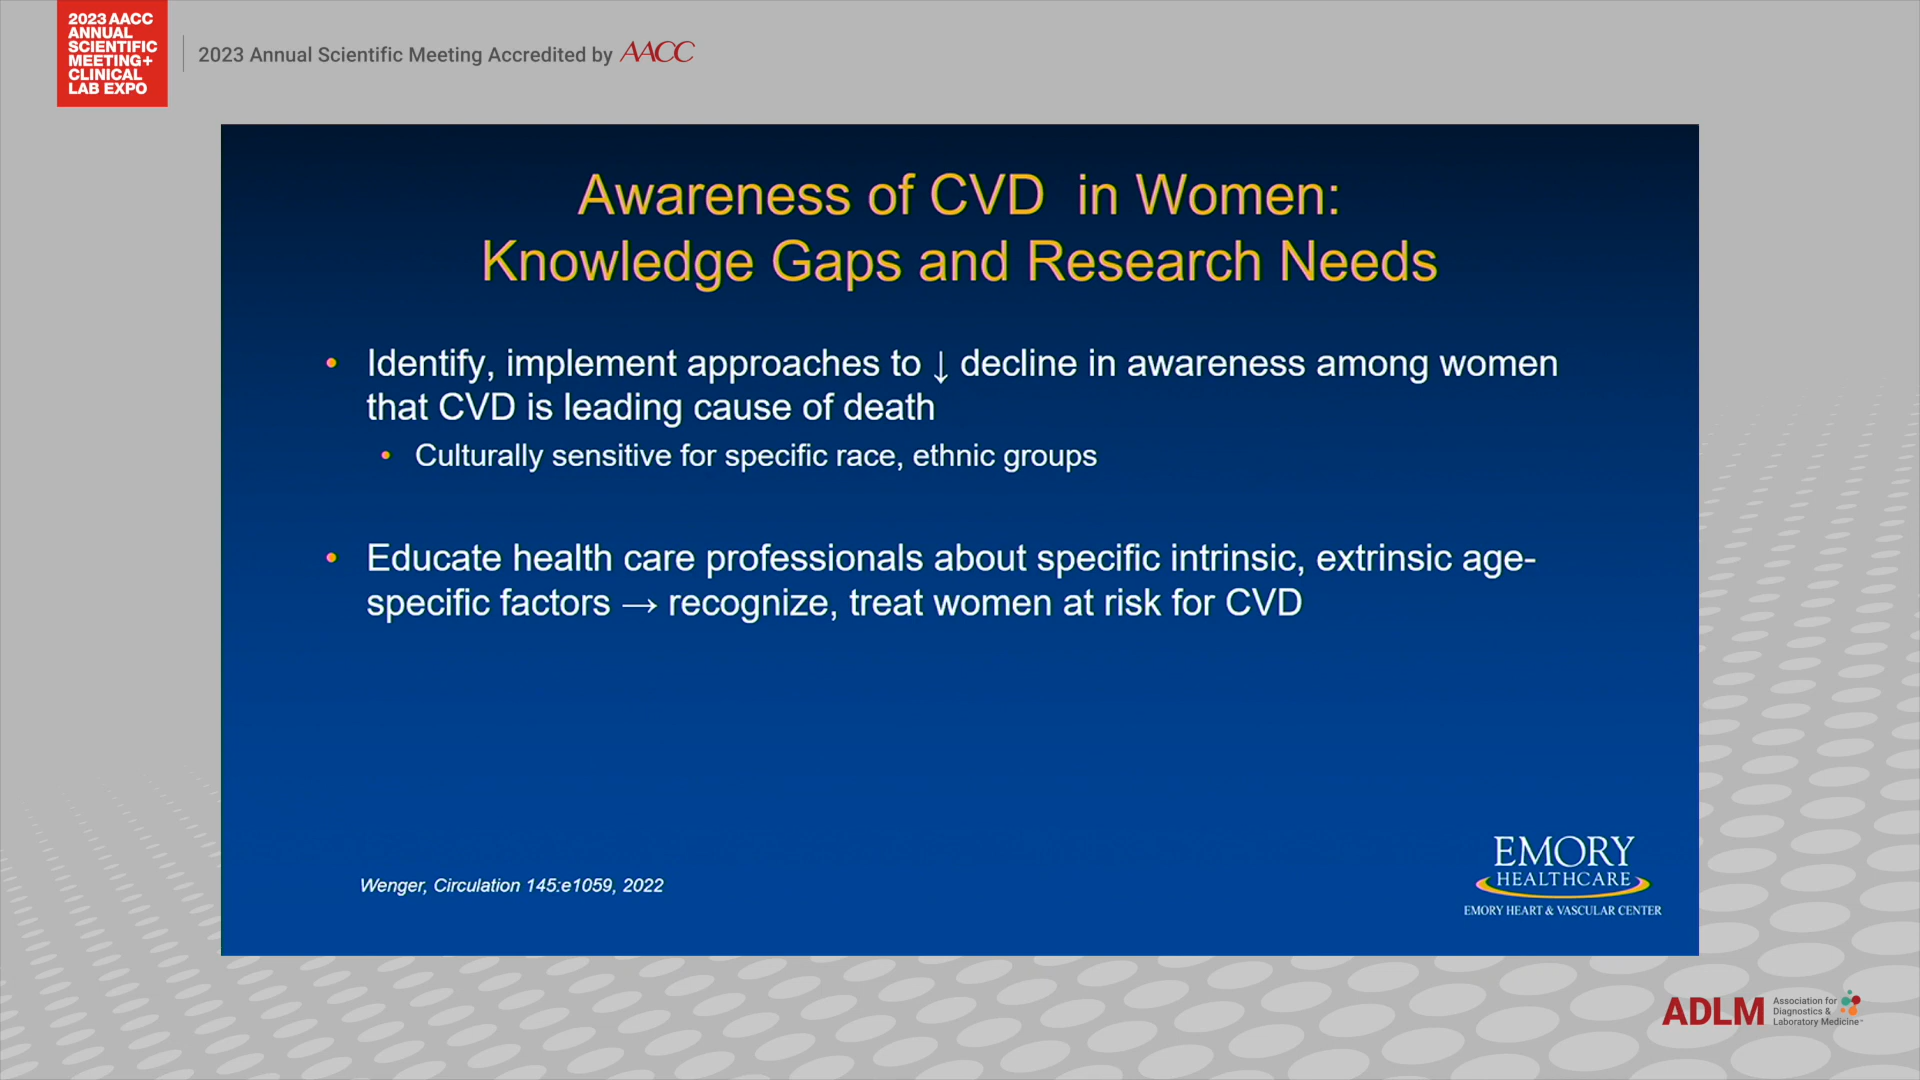 2023 AACC
ANNUAL
SCIENTIFIC
MEETING+
CLINICAL
LAB EXPO
2023 Annual Scientific Meeting Accredited by AACC
Awareness of CVD in Women:
Knowledge Gaps and Research Needs
• Identify, implement approaches to ↓ decline in awareness among women
that CVD is leading cause of death
• Culturally sensitive for specific race, ethnic groups
• Educate health care professionals about specific intrinsic, extrinsic age-
specific factors → recognize, treat women at risk for CVD
Wenger, Circulation 145:e1059, 2022
EMORY
HEALTHCARE
EMORY HEART & VASCULAR CENTER
ADLM
Association for
Diagnostics &
Laboratory Medicine